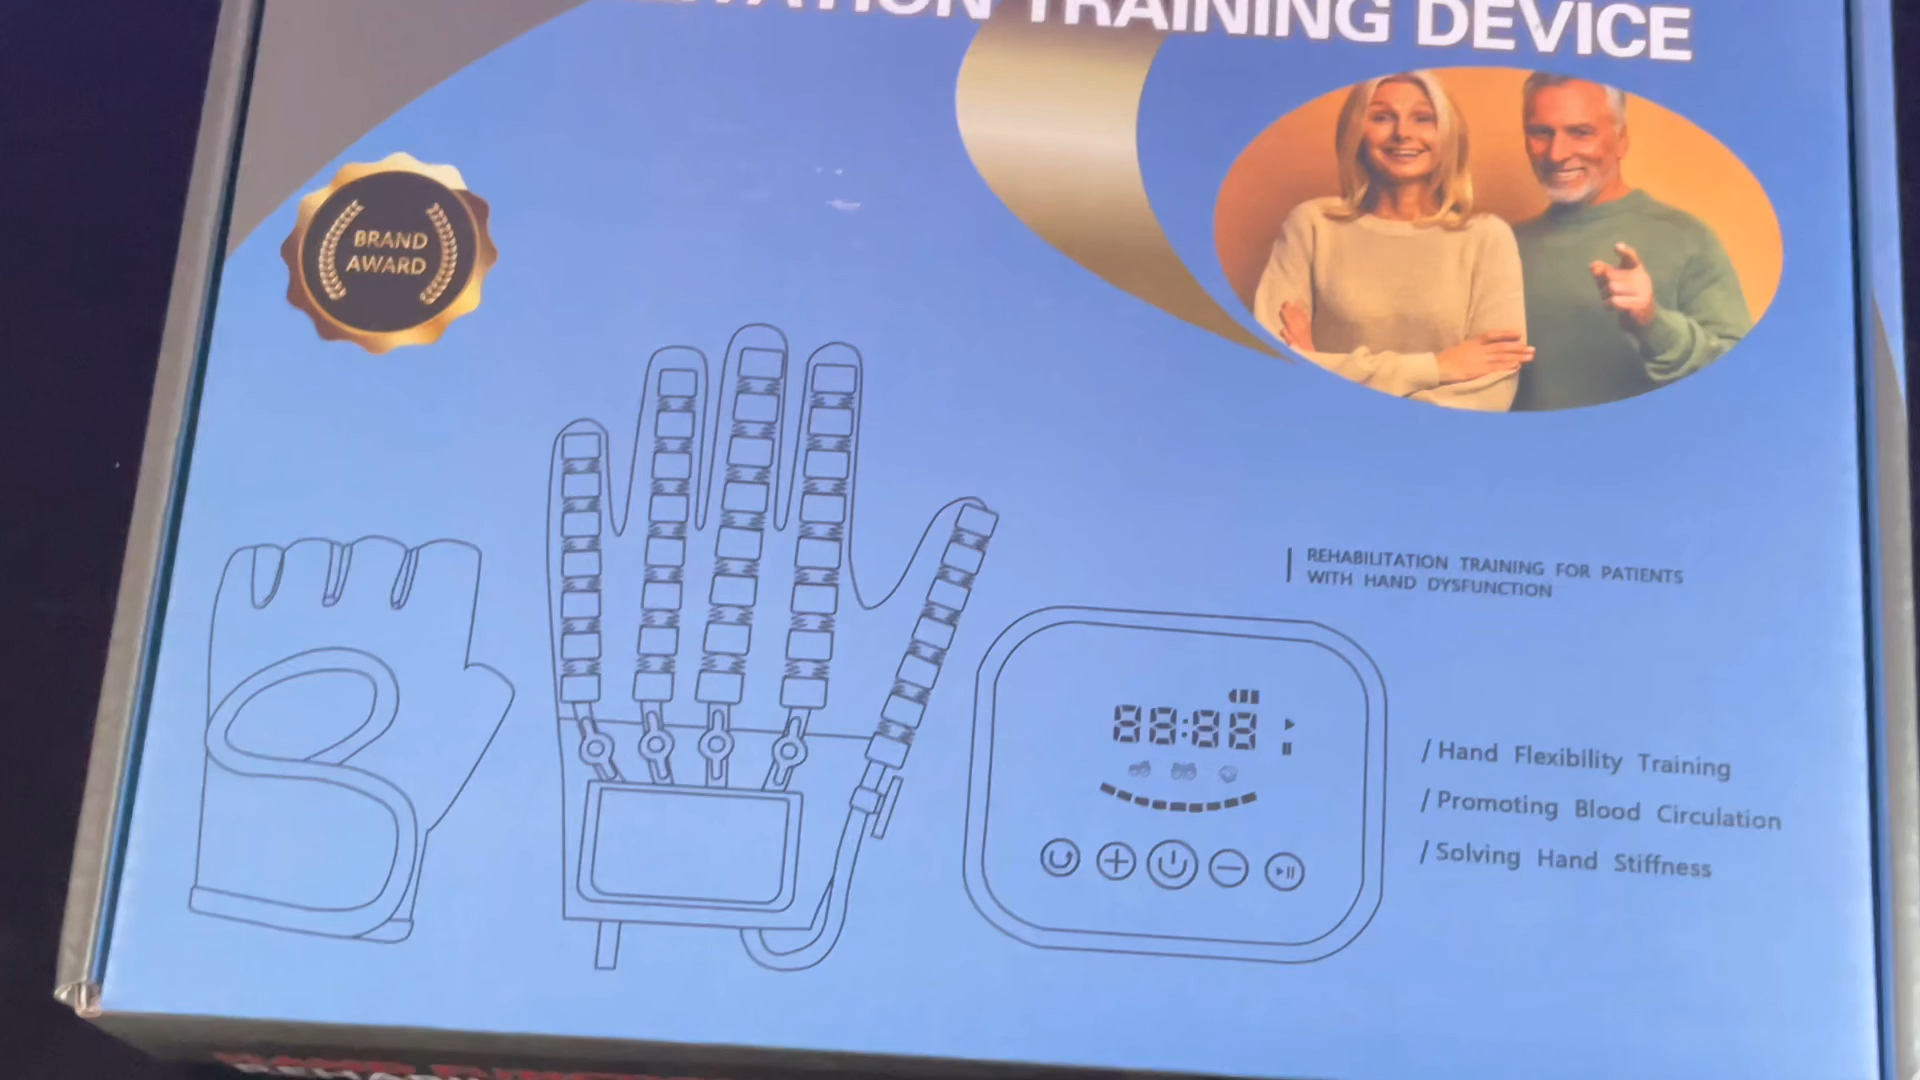 TRAINING DEVICE
BRAND
AWARD
REHABILITATION TRAINING FOR PATIENTS
WITH HAND DYSFUNCTION
88:88
/ Hand Flexibility Training
/ Promoting Blood Circulation
/ Solving Hand Stiffness